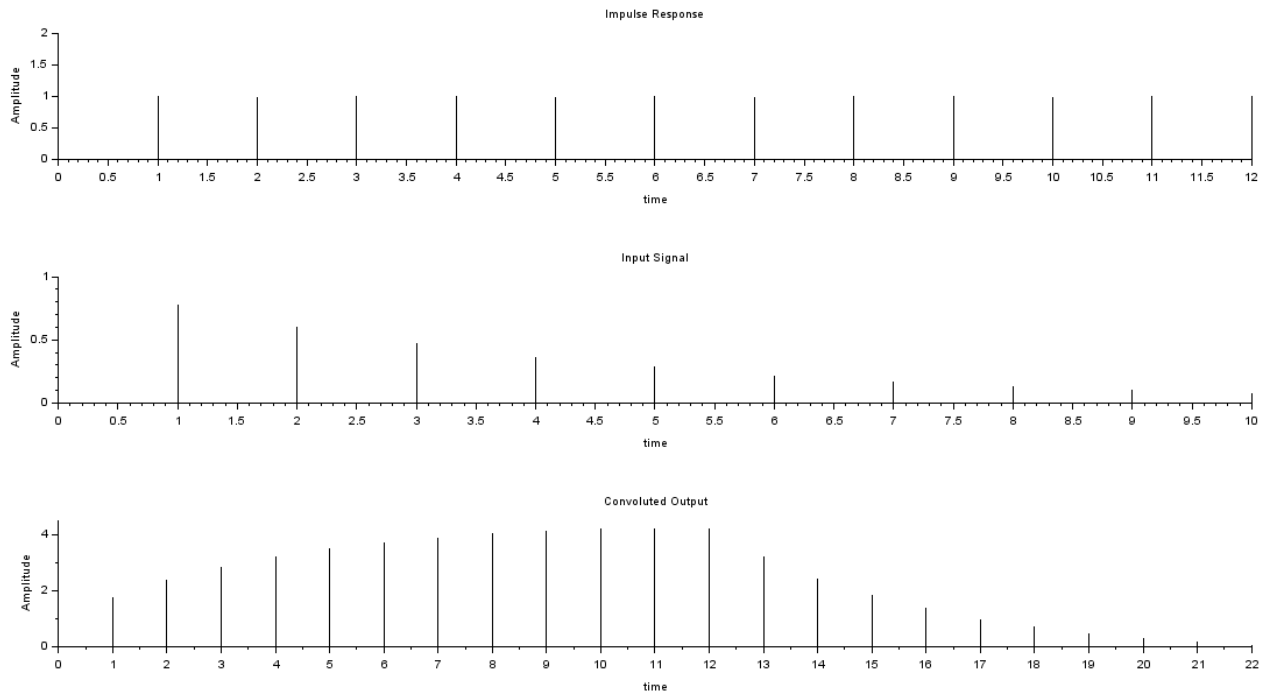 Impulse Response
2
1.5
1
0.5
0
Amplitude
0 0.5 1 1.5 2 2.5 3 3.5 4 4.5 5 5.5 6 6.5 7 7.5 8 8.5 9 9.5 10 10.5 11 11.5 12
time
Input Signal
1
0.5
0
Amplitude
0 0.5 1 1.5 2 2.5 3 3.5 4 4.5 5 5.5 6 6.5 7 7.5 8 8.5 9 9.5 10
time
Convoluted Output
4
2
0
Amplitude
0 1 2 3 4 5 6 7 8 9 10 11 12 13 14 15 16 17 18 19 20 21 22
time